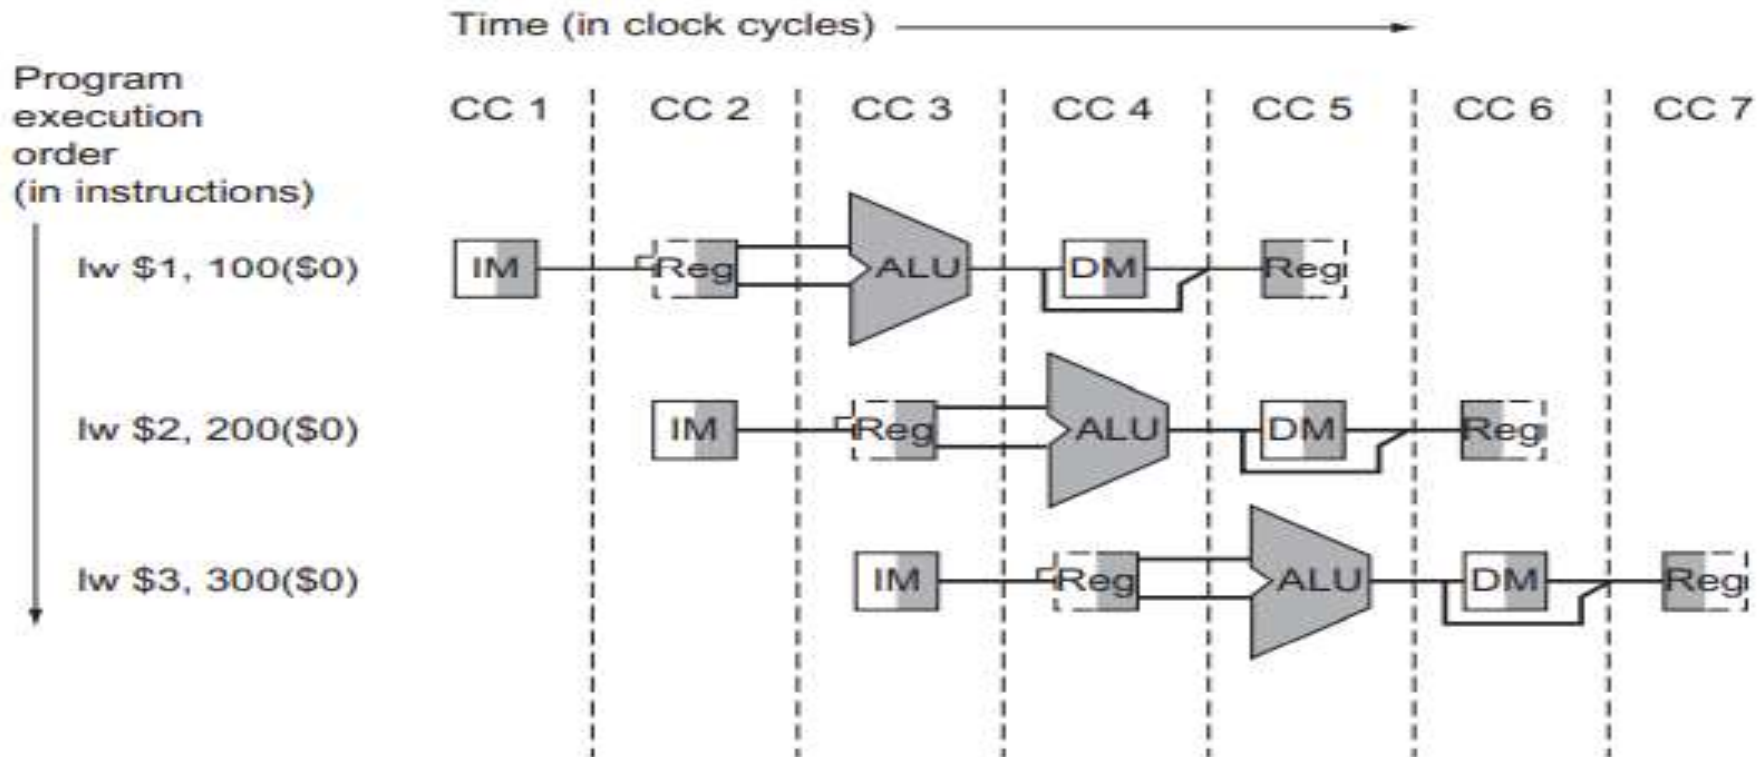 Time (in clock cycles)
Program
execution
order
(in instructions)
CC 1 CC 2 CC 3 CC 4 CC 5 CC 6 CC 7
lw $1, 100($0) IM Reg ALU DM Reg
lw $2, 200($0) IM Reg ALU DM Reg
lw $3, 300($0) IM Reg ALU DM Reg